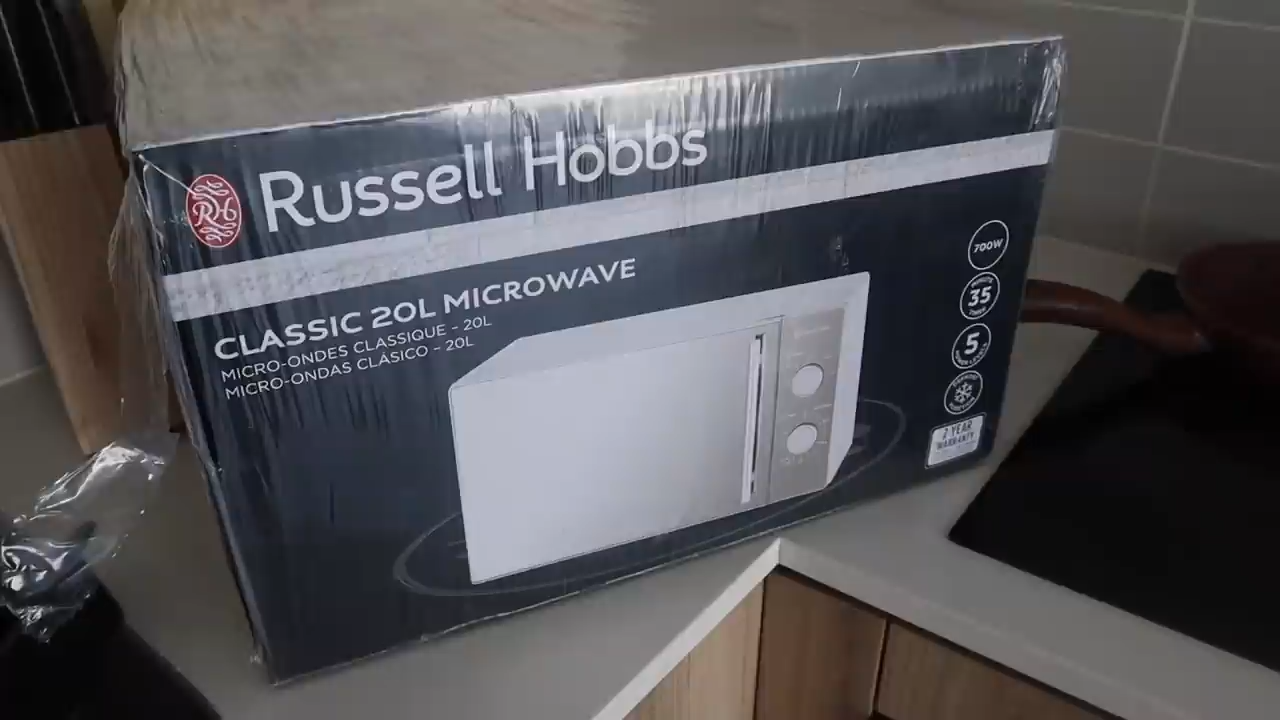 RH
Russell Hobbs
CLASSIC 20L MICROWAVE
MICRO-ONDES CLASSIQUE - 20L
MICRO-ONDAS CLÁSICO - 20L
700W
35
5
2 YEAR
WARRANTY